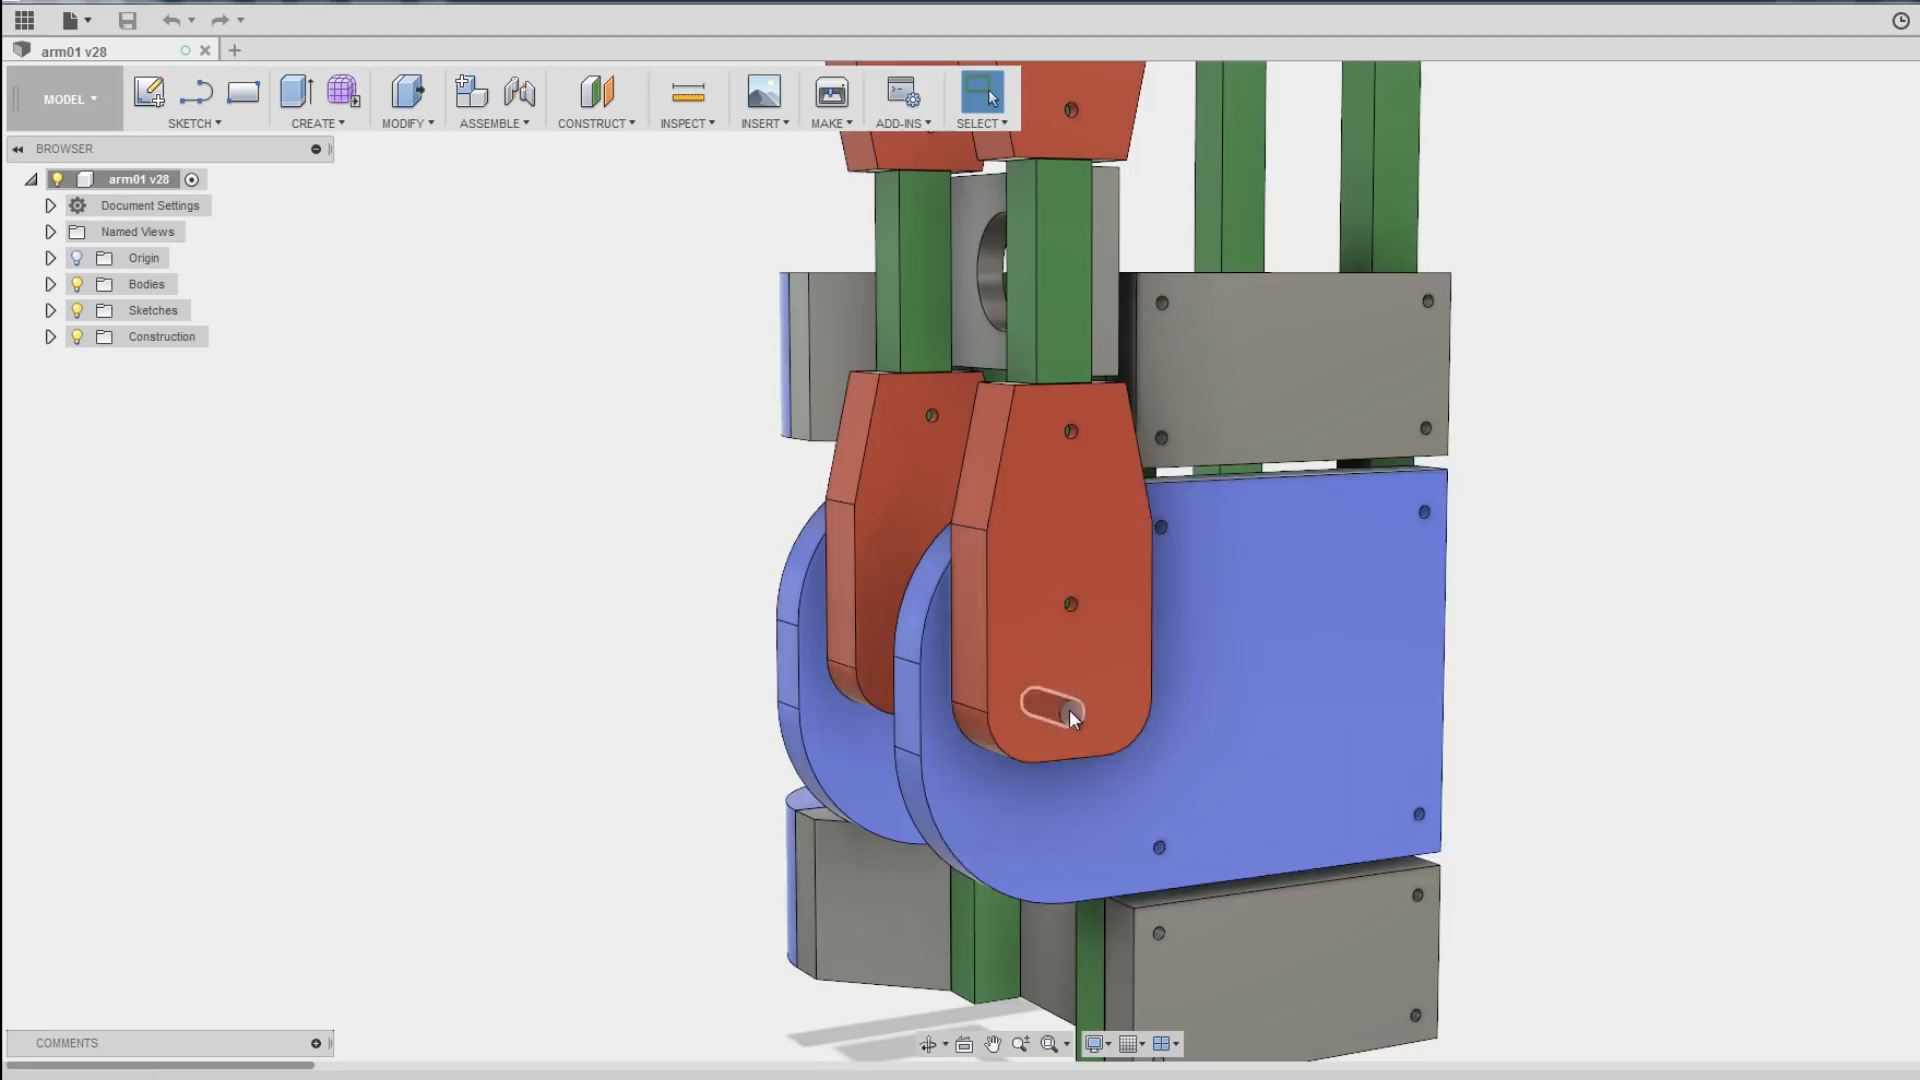 arm01 v28
MODEL
SKETCH
CREATE
MODIFY
ASSEMBLE
CONSTRUCT
INSPECT
INSERT
MAKE
ADD-INS
SELECT
BROWSER
arm01 v28
Document Settings
Named Views
Origin
Bodies
Sketches
Construction
COMMENTS